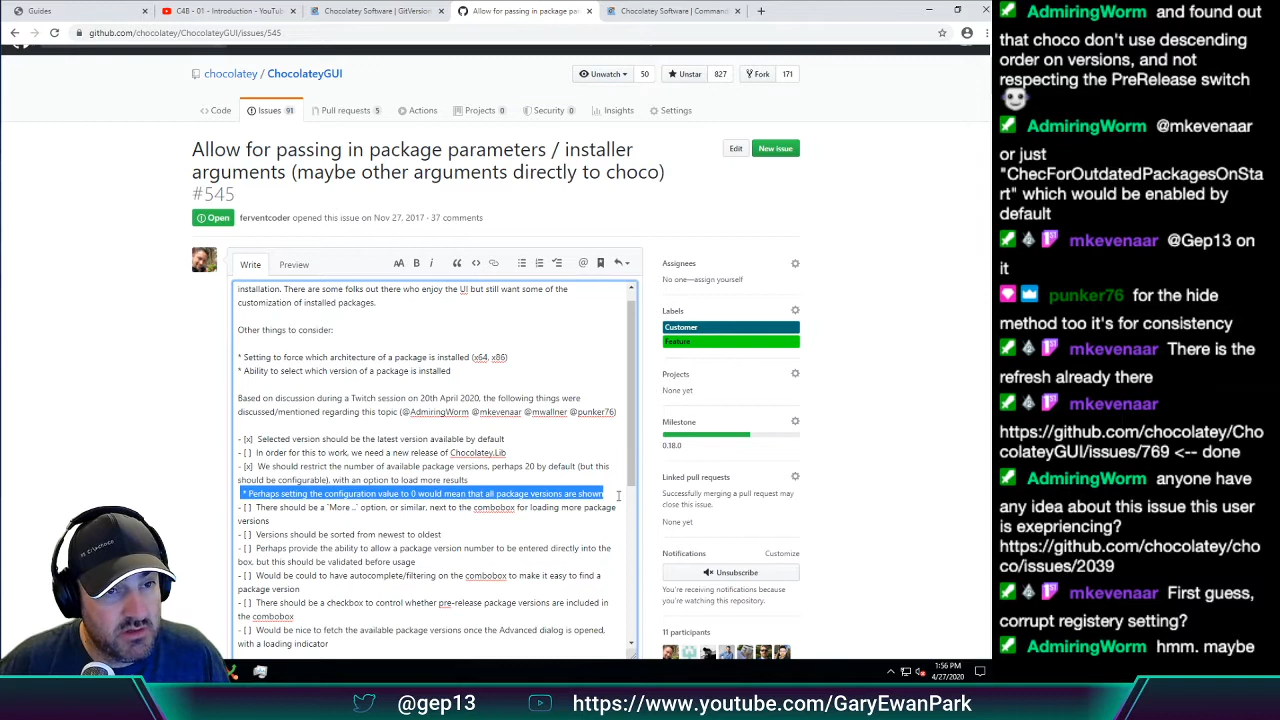 Guides
C4B - 01 - Introduction - YouTu
Chocolatey Software | GitVersion
Allow for passing in package par
Chocolatey Software | Command
github.com/chocolatey/ChocolateyGUI/issues/545
chocolatey / ChocolateyGUI
Unwatch 50
Unstar 827
Fork 171
Code
Issues 91
Pull requests 5
Actions
Projects 0
Security 0
Insights
Settings
Allow for passing in package parameters / installer
arguments (maybe other arguments directly to choco)
#545
Edit
New issue
Open
ferventcoder opened this issue on Nov 27, 2017 · 37 comments
Write
Preview
installation. There are some folks out there who enjoy the UI but still want some of the
customization of installed packages.
Other things to consider:
* Setting to force which architecture of a package is installed (x64, x86)
* Ability to select which version of a package is installed
Based on discussion during a Twitch session on 20th April 2020, the following things were
discussed/mentioned regarding this topic (@AdmiringWorm @mkevenaar @mwallner @punker76)
- [x] Selected version should be the latest version available by default
- [ ] In order for this to work, we need a new release of Chocolatey.Lib
- [x] We should restrict the number of available package versions, perhaps 20 by default (but this
should be configurable), with an option to load more results
* Perhaps setting the configuration value to 0 would mean that all package versions are shown
- [ ] There should be a `More ..` option, or similar, next to the combobox for loading more package
versions
- [ ] Versions should be sorted from newest to oldest
- [ ] Perhaps provide the ability to allow a package version number to be entered directly into the
box, but this should be validated before usage
- [ ] Would be could to have autocomplete/filtering on the combobox to make it easy to find a
package version
- [ ] There should be a checkbox to control whether pre-release package versions are included in
the combobox
- [ ] Would be nice to fetch the available package versions once the Advanced dialog is opened,
with a loading indicator
Assignees
No one—assign yourself
Labels
Customer
Feature
Projects
None yet
Milestone
0.18.0
Linked pull requests
Successfully merging a pull request may
close this issue.
None yet
Notifications
Customize
Unsubscribe
You're receiving notifications because
you're watching this repository.
11 participants
1:56 PM
4/27/2020
AdmiringWorm and found out
that choco don't use descending
order on versions, and not
respecting the PreRelease switch
AdmiringWorm @mkevenaar
or just
"ChecForOutdatedPackagesOnSta
rt" which would be enabled by
default
mkevenaar @Gep13 on
it
punker76 for the hide
method too it's for consistency
mkevenaar There is the
refresh already there
mkevenaar
https://github.com/chocolatey/Cho
colateyGUI/issues/769 <-- done
mkevenaar anyone have
any idea about this issue this user
is exepriencing?
https://github.com/chocolatey/cho
co/issues/2039
mkevenaar First guess,
corrupt registery setting?
AdmiringWorm hmm. maybe
@gep13
https://www.youtube.com/GaryEwanPark